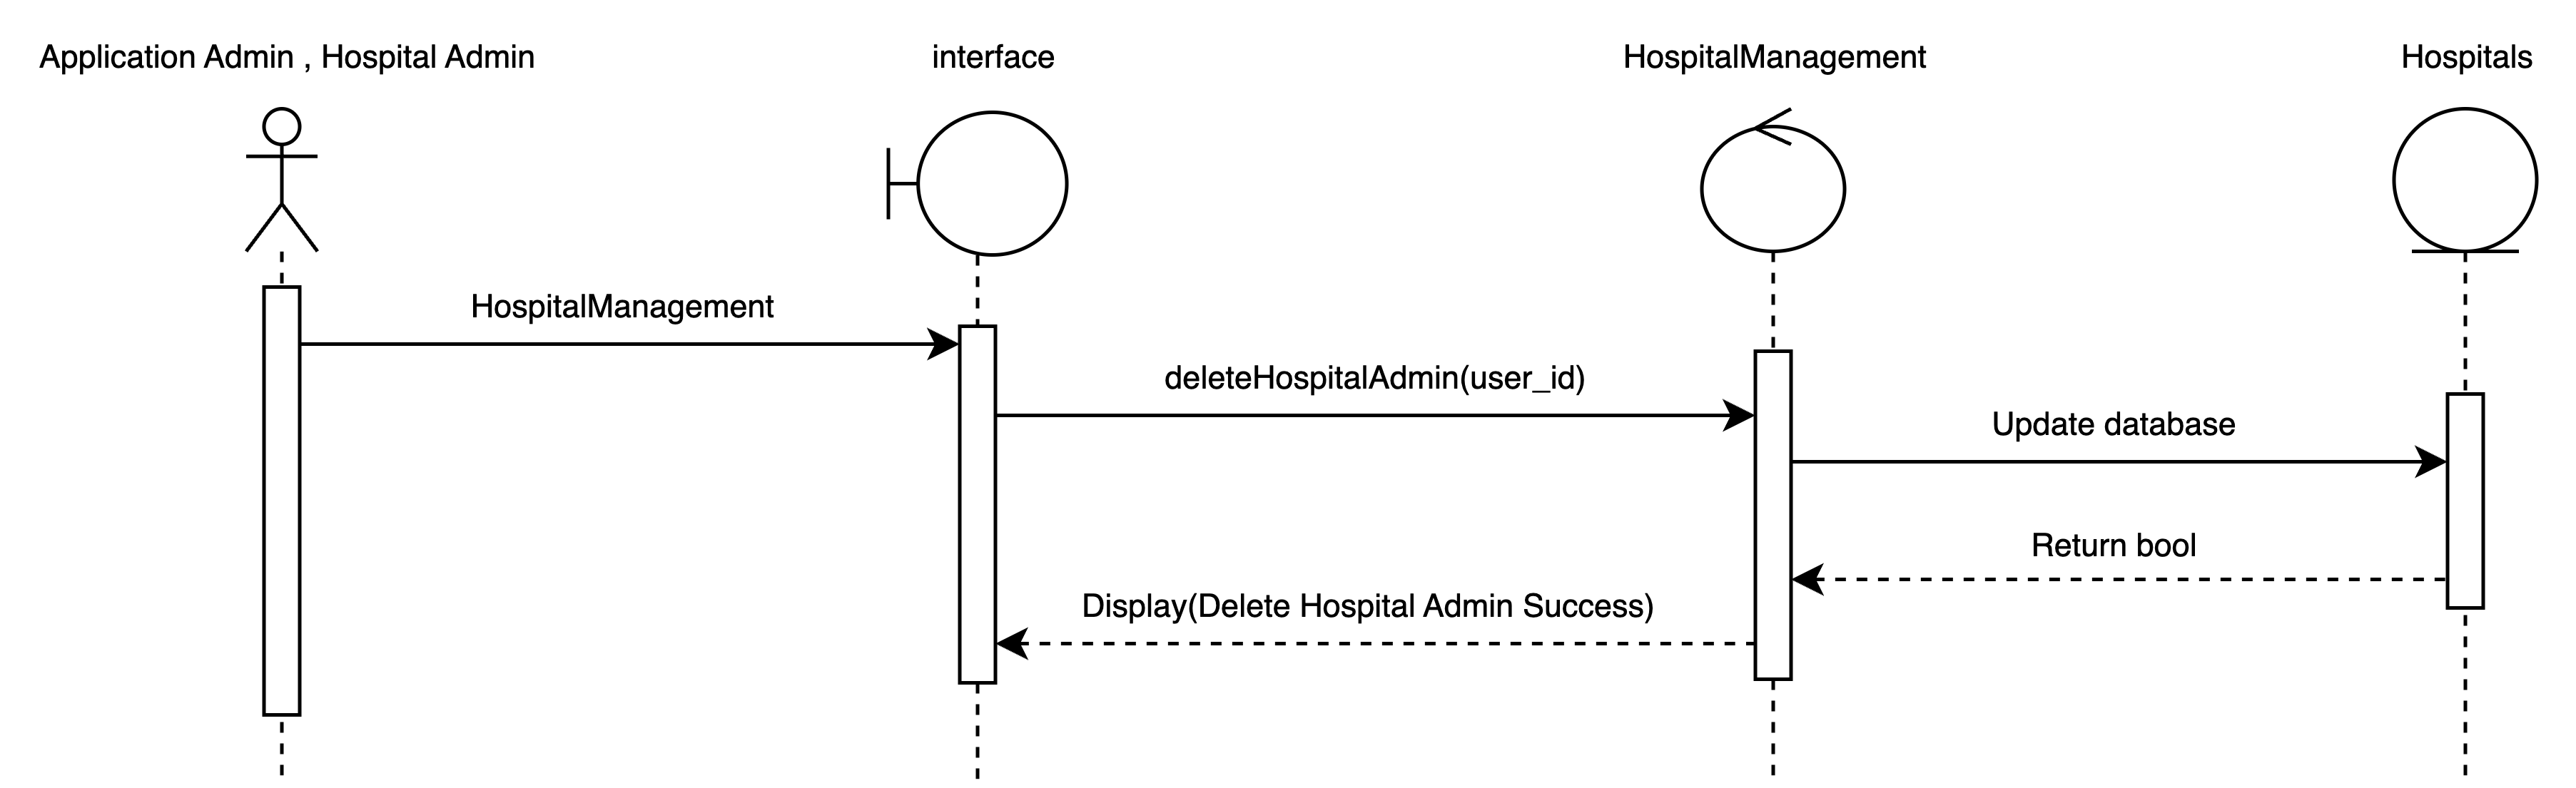 Application Admin , Hospital Admin
interface
HospitalManagement
Hospitals
HospitalManagement
deleteHospitalAdmin(user_id)
Update database
Return bool
Display(Delete Hospital Admin Success)